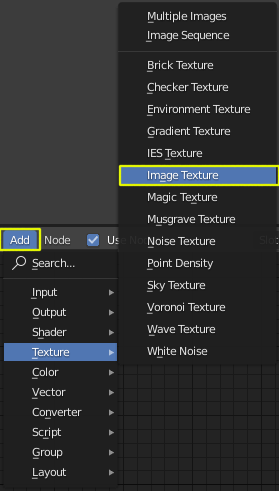 Multiple Images
Image Sequence
Brick Texture
Checker Texture
Environment Texture
Gradient Texture
IES Texture
Image Texture
Magic Texture
Musgrave Texture
Noise Texture
Point Density
Sky Texture
Voronoi Texture
Wave Texture
White Noise
Add Node
Search...
Input
Output
Shader
Texture
Color
Vector
Converter
Script
Group
Layout